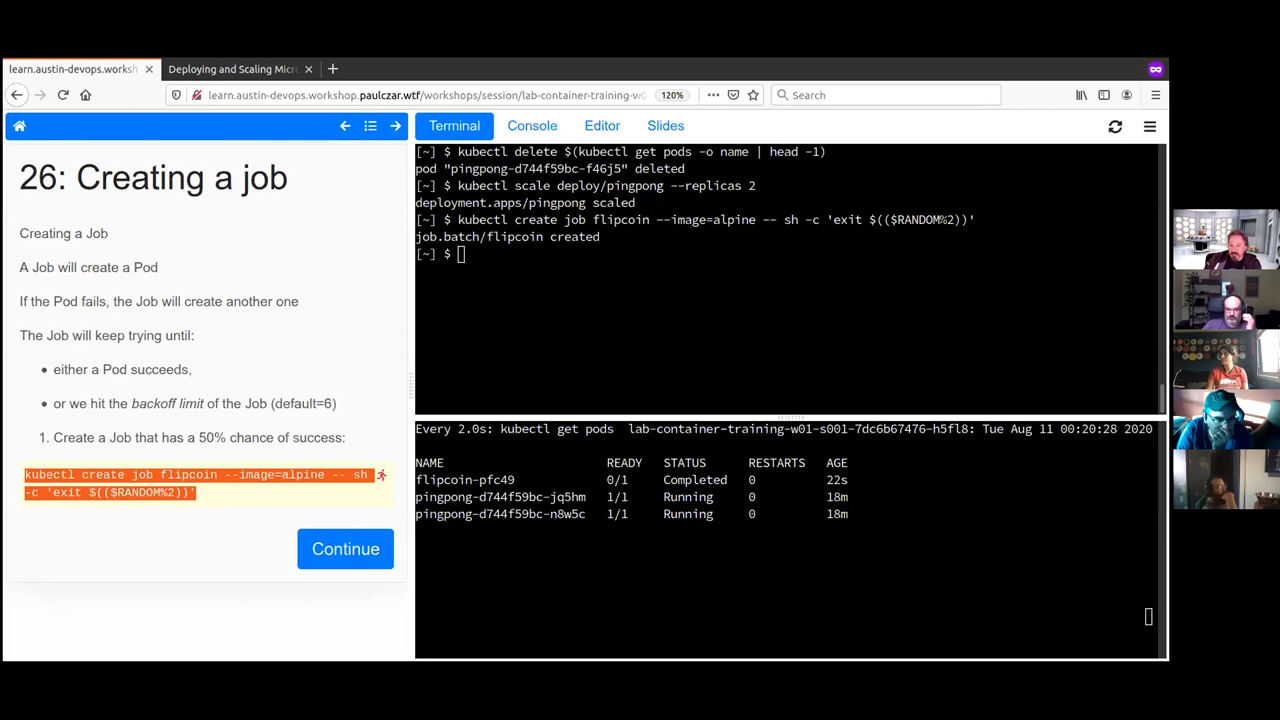 learn.austin-devops.worksh
Deploying and Scaling Micr
learn.austin-devops.workshop.paulczar.wtf/workshops/session/lab-container-training-w
120%
Search
Terminal
Console
Editor
Slides
26: Creating a job
Creating a Job
A Job will create a Pod
If the Pod fails, the Job will create another one
The Job will keep trying until:
either a Pod succeeds,
or we hit the backoff limit of the Job (default=6)
1. Create a Job that has a 50% chance of success:
kubectl create job flipcoin --image=alpine -- sh
-c 'exit $(($RANDOM%2))'
Continue
[~] $ kubectl delete $(kubectl get pods -o name | head -1)
pod "pingpong-d744f59bc-f46j5" deleted
[~] $ kubectl scale deploy/pingpong --replicas 2
deployment.apps/pingpong scaled
[~] $ kubectl create job flipcoin --image=alpine -- sh -c 'exit $(($RANDOM%2))'
job.batch/flipcoin created
[~] $
Every 2.0s: kubectl get pods lab-container-training-w01-s001-7dc6b67476-h5fl8: Tue Aug 11 00:20:28 2020
NAME READY STATUS RESTARTS AGE
flipcoin-pfc49 0/1 Completed 0 22s
pingpong-d744f59bc-jq5hm 1/1 Running 0 18m
pingpong-d744f59bc-n8w5c 1/1 Running 0 18m